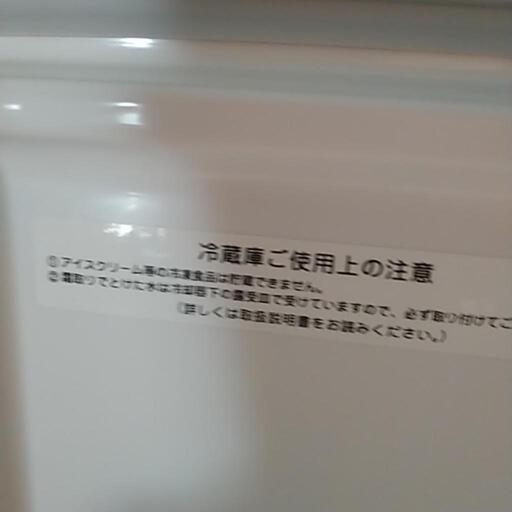 冷蔵庫ご使用上の注意
①アイスクリーム等の冷凍食品は貯蔵できません。
②霜取りでとけた水は冷却器下の露受皿で受けていますので、必ず取り付けてご
（詳しくは取扱説明書をお読みください。）